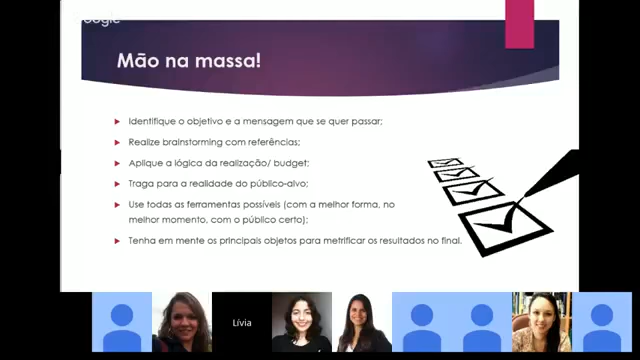 Google
Mão na massa!
Identifique o objetivo e a mensagem que se quer passar;
Realize brainstorming com referências;
Aplique a lógica da realização/ budget;
Traga para a realidade do público-alvo;
Use todas as ferramentas possíveis (com a melhor forma, no
melhor momento, com o público certo);
Tenha em mente os principais objetos para metrificar os resultados no final.
Lívia